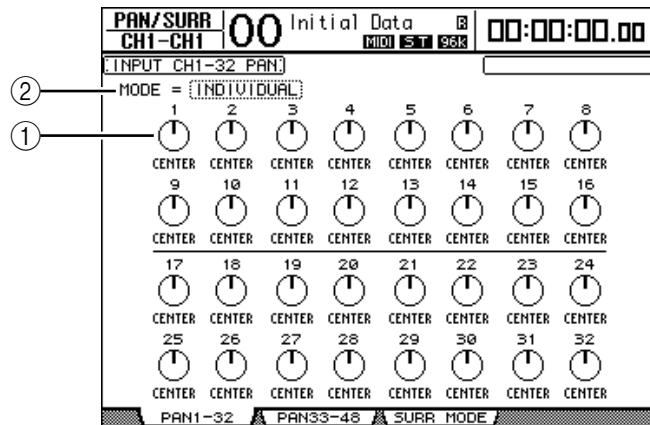 PAN/SURR 00 Initial Data R 00:00:00.00
CH1-CH1 MIDI ST 96k
INPUT CH1-32 PAN
② MODE = INDIVIDUAL
1 2 3 4 5 6 7 8
①
CENTER CENTER CENTER CENTER CENTER CENTER CENTER CENTER
9 10 11 12 13 14 15 16
CENTER CENTER CENTER CENTER CENTER CENTER CENTER CENTER
17 18 19 20 21 22 23 24
CENTER CENTER CENTER CENTER CENTER CENTER CENTER CENTER
25 26 27 28 29 30 31 32
CENTER CENTER CENTER CENTER CENTER CENTER CENTER CENTER
PAN1-32 PAN33-48 SURR MODE